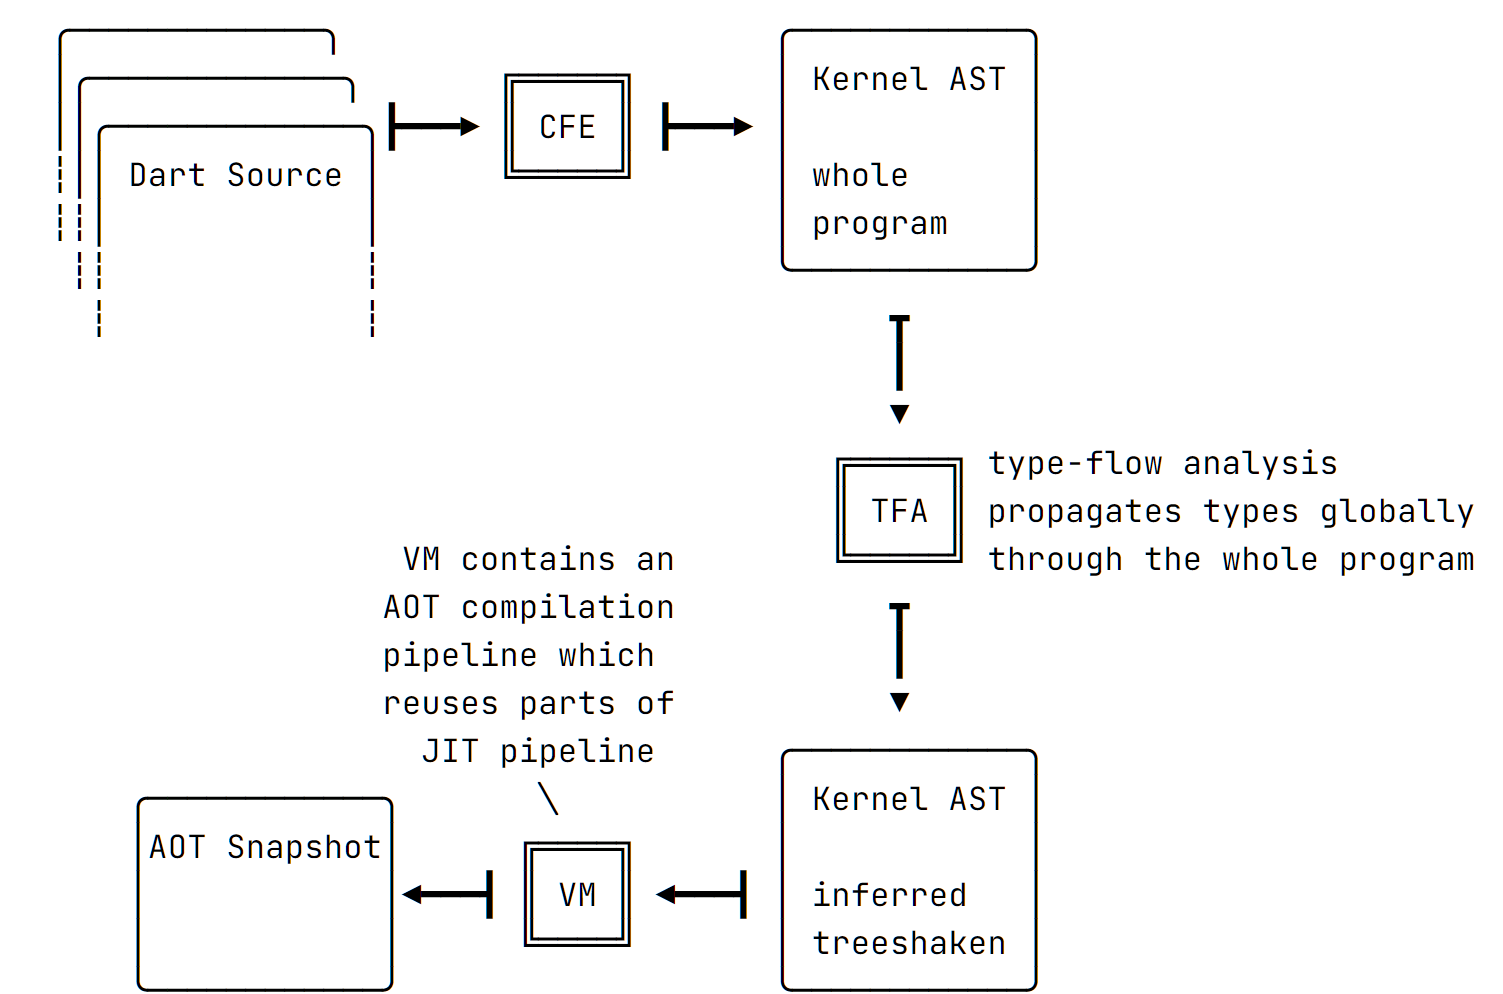 Dart Source
CFE
Kernel AST
whole
program
TFA
type-flow analysis
propagates types globally
through the whole program
Kernel AST
inferred
treeshaken
VM contains an
AOT compilation
pipeline which
reuses parts of
JIT pipeline
\
VM
AOT Snapshot